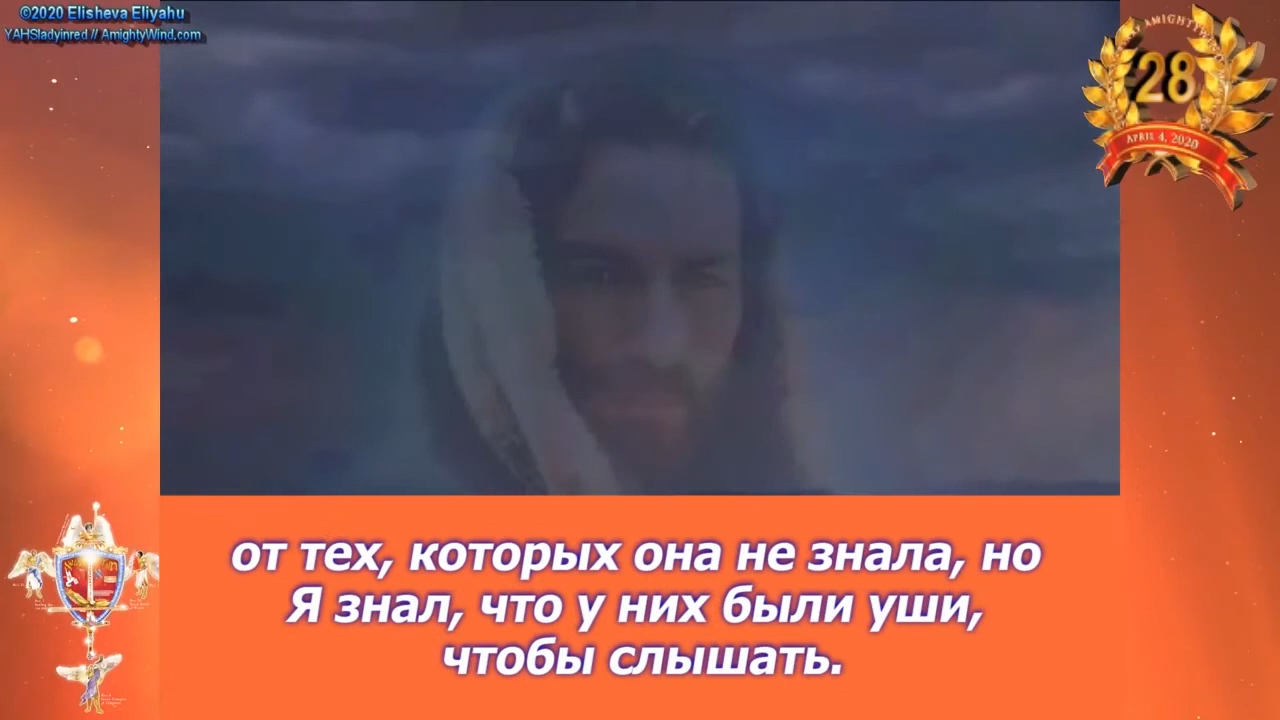 ©2020 Elisheva Eliyahu
YAHSladyinred // AmightyWind.com
28
APRIL 4, 2020
от тех, которых она не знала, но
Я знал, что у них были уши,
чтобы слышать.